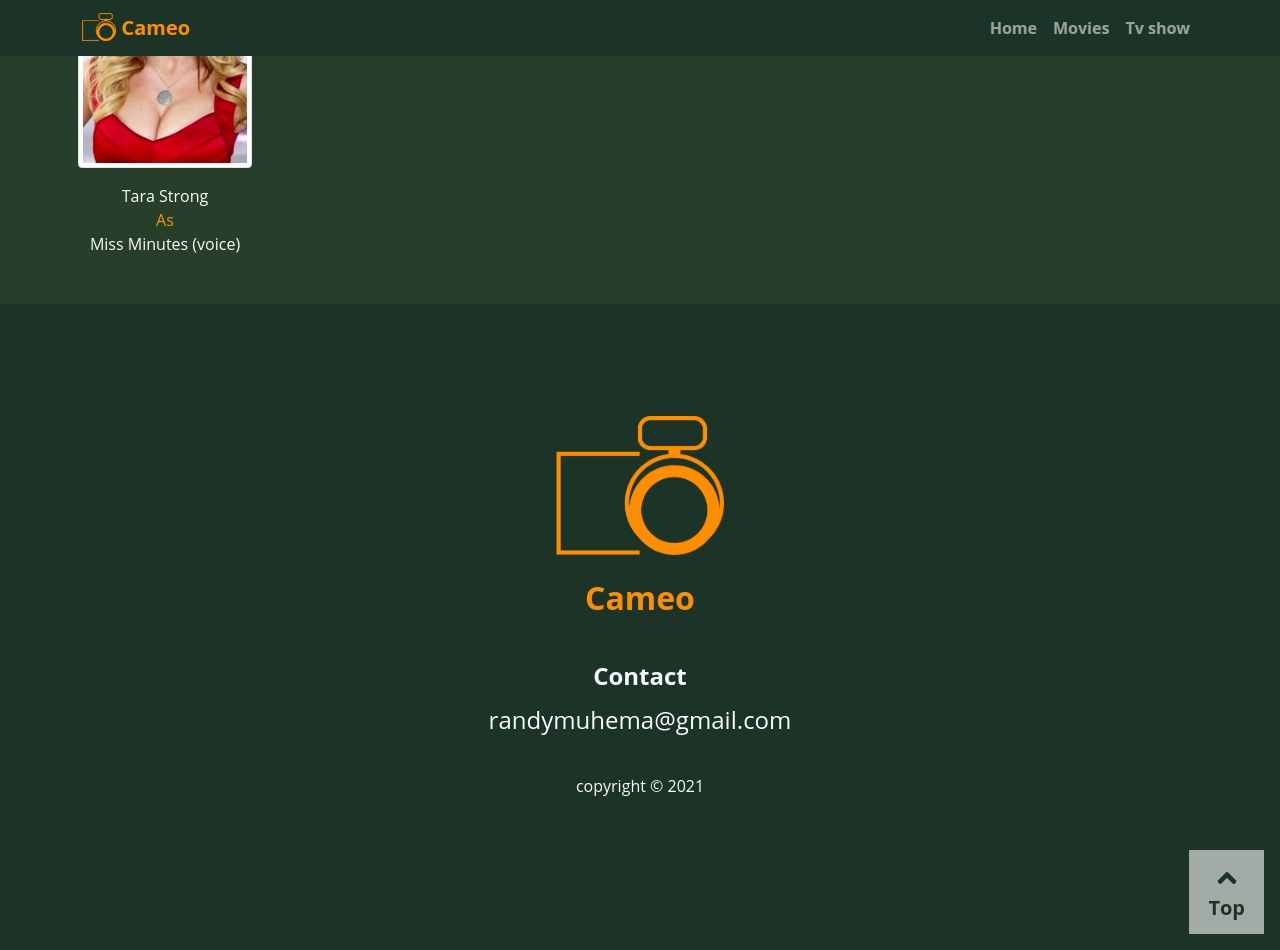 Cameo
Home Movies Tv show
Tara Strong
As
Miss Minutes (voice)
Cameo
Contact
randymuhema@gmail.com
copyright © 2021
Top